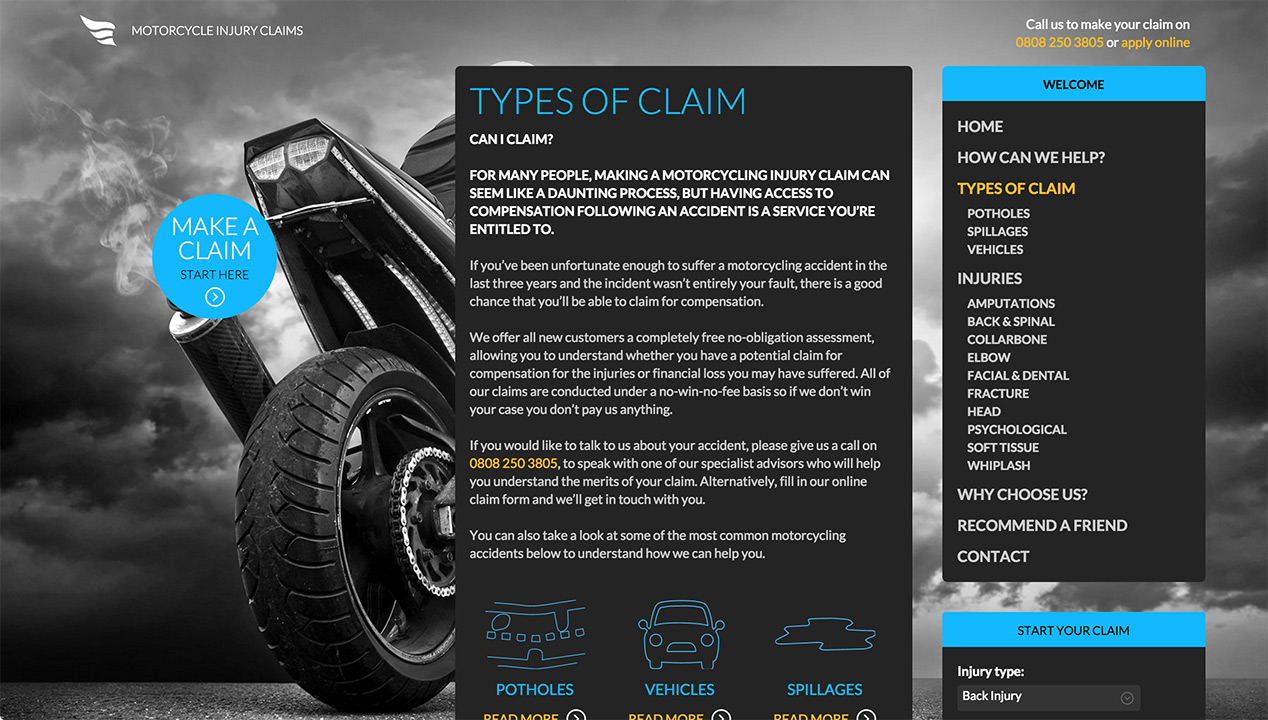 MOTORCYCLE INJURY CLAIMS
Call us to make your claim on
0808 250 3805 or apply online
MAKE A
CLAIM
START HERE
TYPES OF CLAIM
CAN I CLAIM?
FOR MANY PEOPLE, MAKING A MOTORCYCLING INJURY CLAIM CAN
SEEM LIKE A DAUNTING PROCESS, BUT HAVING ACCESS TO
COMPENSATION FOLLOWING AN ACCIDENT IS A SERVICE YOU’RE
ENTITLED TO.
If you’ve been unfortunate enough to suffer a motorcycling accident in the
last three years and the incident wasn’t entirely your fault, there is a good
chance that you’ll be able to claim for compensation.
We offer all new customers a completely free no-obligation assessment,
allowing you to understand whether you have a potential claim for
compensation for the injuries or financial loss you may have suffered. All of
our claims are conducted under a no-win-no-fee basis so if we don’t win
your case you don’t pay us anything.
If you would like to talk to us about your accident, please give us a call on
0808 250 3805, to speak with one of our specialist advisors who will help
you understand the merits of your claim. Alternatively, fill in our online
claim form and we’ll get in touch with you.
You can also take a look at some of the most common motorcycling
accidents below to understand how we can help you.
POTHOLES VEHICLES SPILLAGES
READ MORE READ MORE READ MORE
WELCOME
HOME
HOW CAN WE HELP?
TYPES OF CLAIM
POTHOLES
SPILLAGES
VEHICLES
INJURIES
AMPUTATIONS
BACK & SPINAL
COLLARBONE
ELBOW
FACIAL & DENTAL
FRACTURE
HEAD
PSYCHOLOGICAL
SOFT TISSUE
WHIPLASH
WHY CHOOSE US?
RECOMMEND A FRIEND
CONTACT
START YOUR CLAIM
Injury type:
Back Injury